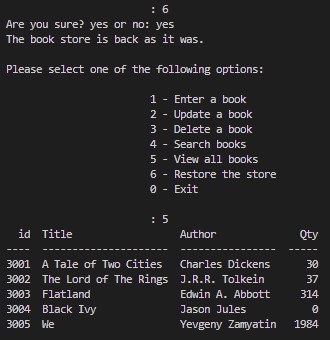 : 6
Are you sure? yes or no: yes
The book store is back as it was.
Please select one of the following options:
1 - Enter a book
2 - Update a book
3 - Delete a book
4 - Search books
5 - View all books
6 - Restore the store
0 - Exit
: 5
id Title Author Qty
---- --------------------- ---------------- -----
3001 A Tale of Two Cities Charles Dickens 30
3002 The Lord of The Rings J.R.R. Tolkein 37
3003 Flatland Edwin A. Abbott 314
3004 Black Ivy Jason Jules 0
3005 We Yevgeny Zamyatin 1984